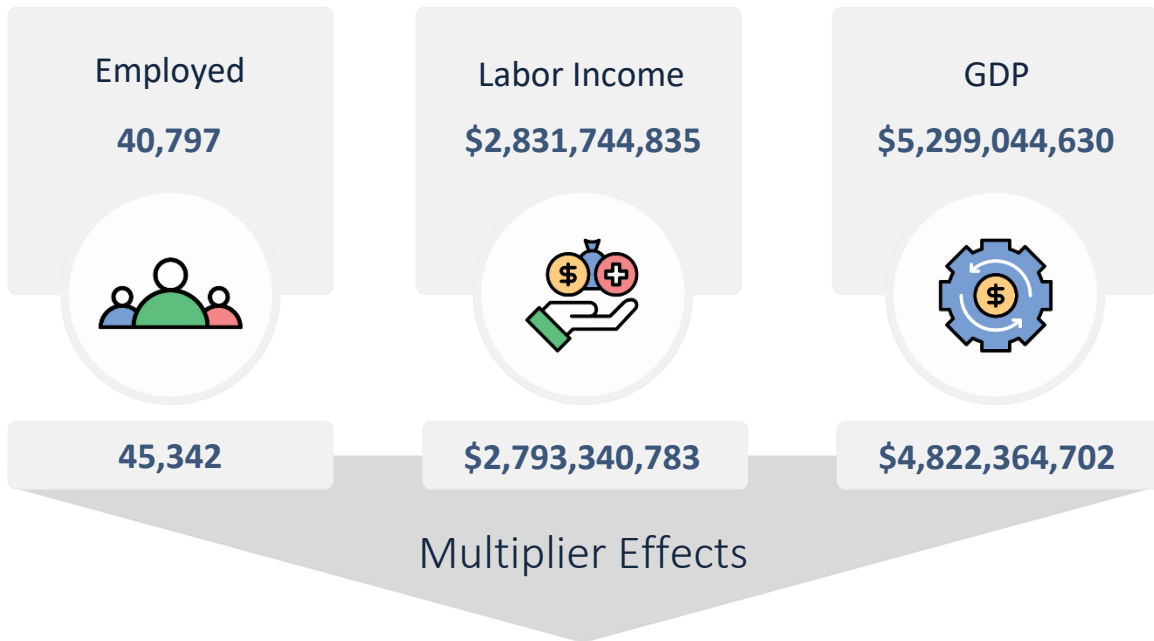 Employed
40,797
Labor Income
$2,831,744,835
GDP
$5,299,044,630
45,342
$2,793,340,783
$4,822,364,702
Multiplier Effects